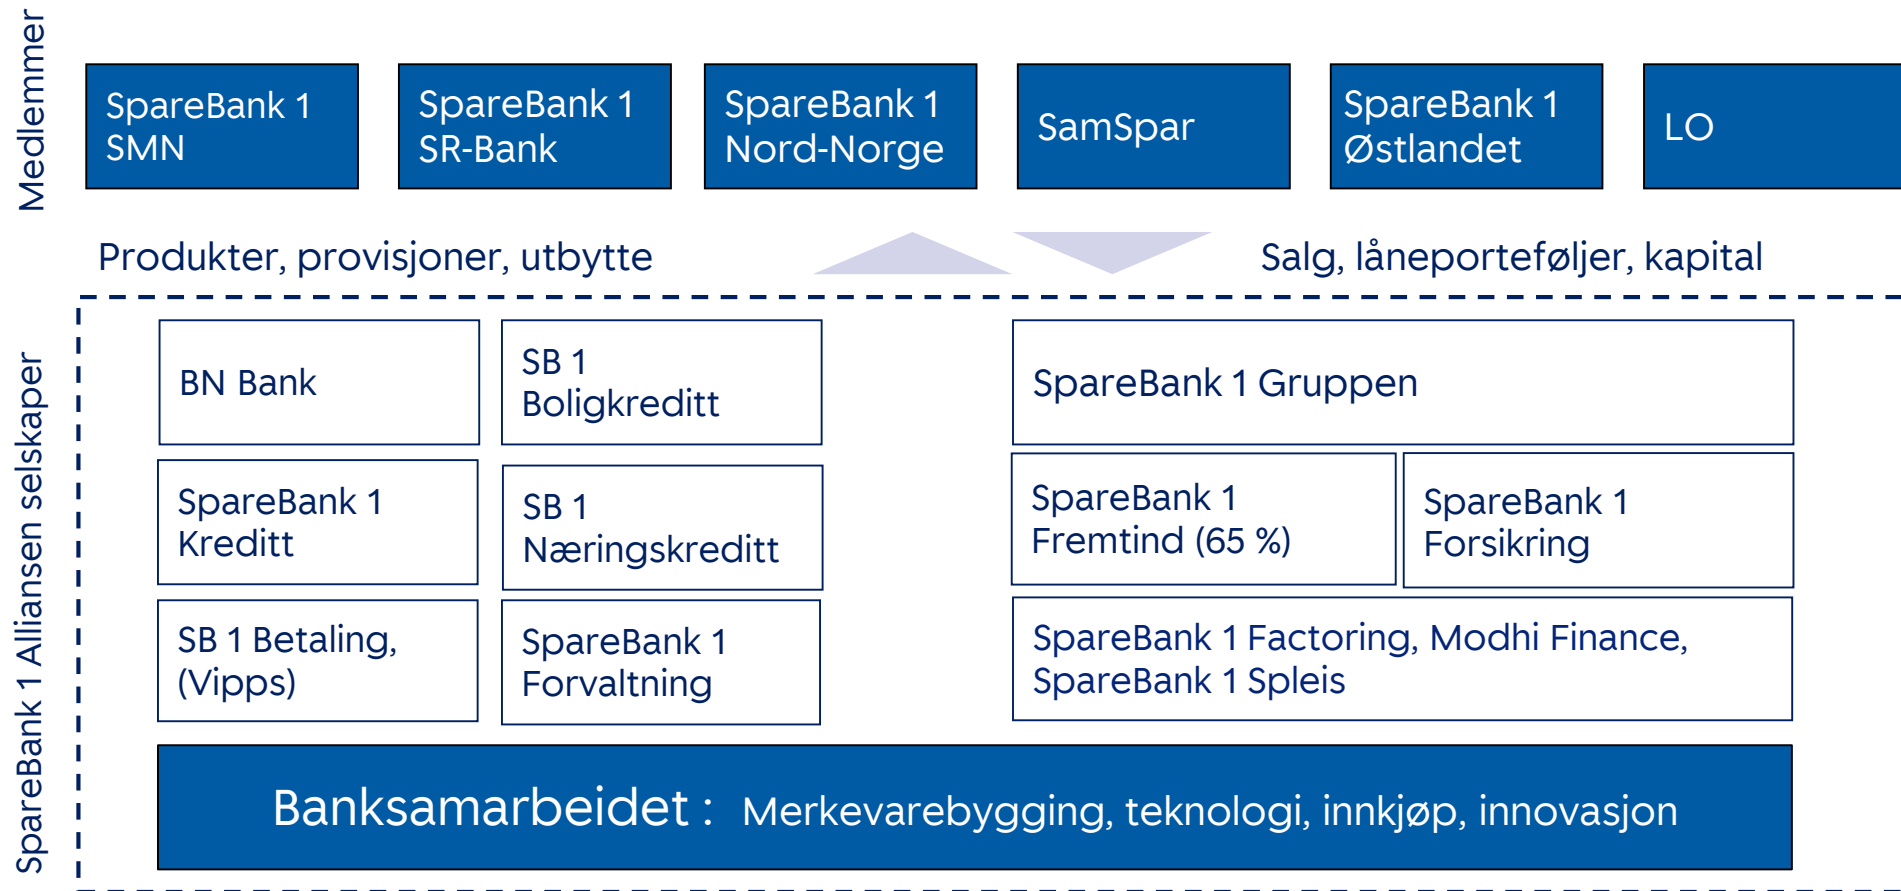 Medlemmer
SpareBank 1
SMN
SpareBank 1
SR-Bank
SpareBank 1
Nord-Norge
SamSpar
SpareBank 1
Østlandet
LO
Produkter, provisjoner, utbytte
Salg, låneporteføljer, kapital
SpareBank 1 Alliansen selskaper
BN Bank
SB 1
Boligkreditt
SpareBank 1 Gruppen
SpareBank 1
Kreditt
SB 1
Næringskreditt
SpareBank 1
Fremtind (65 %)
SpareBank 1
Forsikring
SB 1 Betaling,
(Vipps)
SpareBank 1
Forvaltning
SpareBank 1 Factoring, Modhi Finance,
SpareBank 1 Spleis
Banksamarbeidet : Merkevarebygging, teknologi, innkjøp, innovasjon